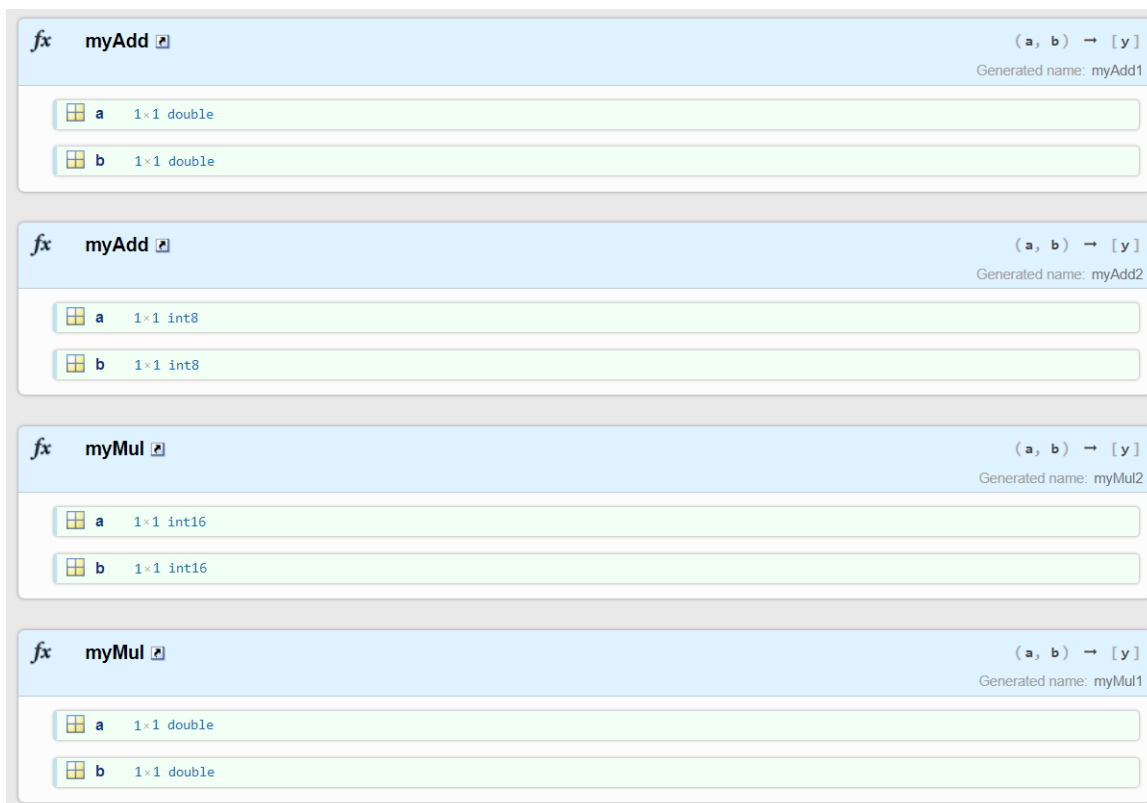 fx myAdd (a, b) → [y]
Generated name: myAdd1
a 1×1 double
b 1×1 double
fx myAdd (a, b) → [y]
Generated name: myAdd2
a 1×1 int8
b 1×1 int8
fx myMul (a, b) → [y]
Generated name: myMul2
a 1×1 int16
b 1×1 int16
fx myMul (a, b) → [y]
Generated name: myMul1
a 1×1 double
b 1×1 double